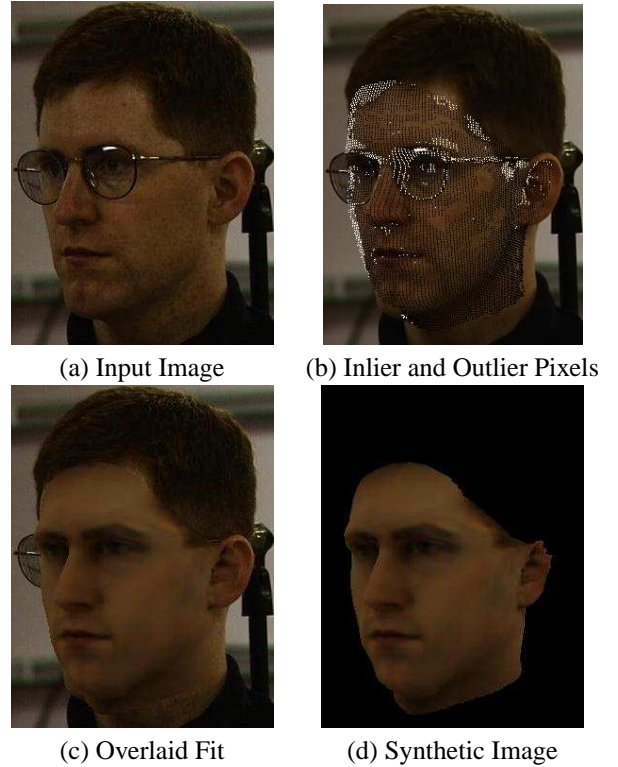 (a) Input Image
(b) Inlier and Outlier Pixels
(c) Overlaid Fit
(d) Synthetic Image